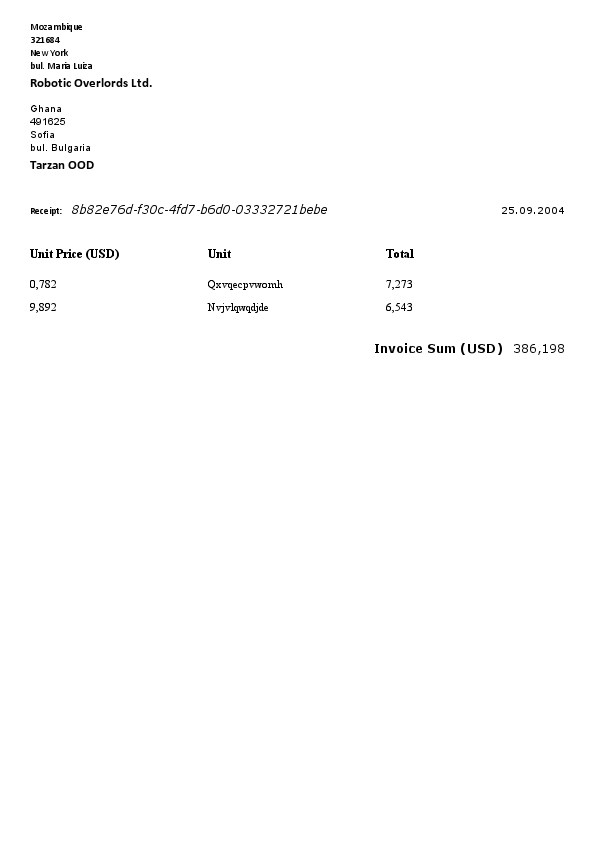 Mozambique
321684
New York
bul. Maria Luiza
Robotic Overlords Ltd.
Ghana
491625
Sofia
bul. Bulgaria
Tarzan OOD
Receipt: 8b82e76d-f30c-4fd7-b6d0-03332721bebe 25.09.2004
Unit Price (USD) Unit Total
0,782 Qxvqecpvwomh 7,273
9,892 Nvjvlqwqdjde 6,543
Invoice Sum (USD) 386,198